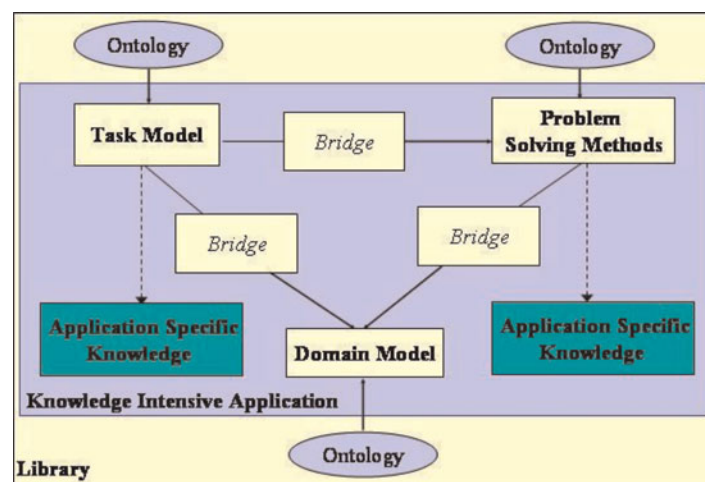 Ontology
Ontology
Task Model
Bridge
Problem
Solving Methods
Bridge
Bridge
Application Specific
Knowledge
Domain Model
Application Specific
Knowledge
Knowledge Intensive Application
Ontology
Library